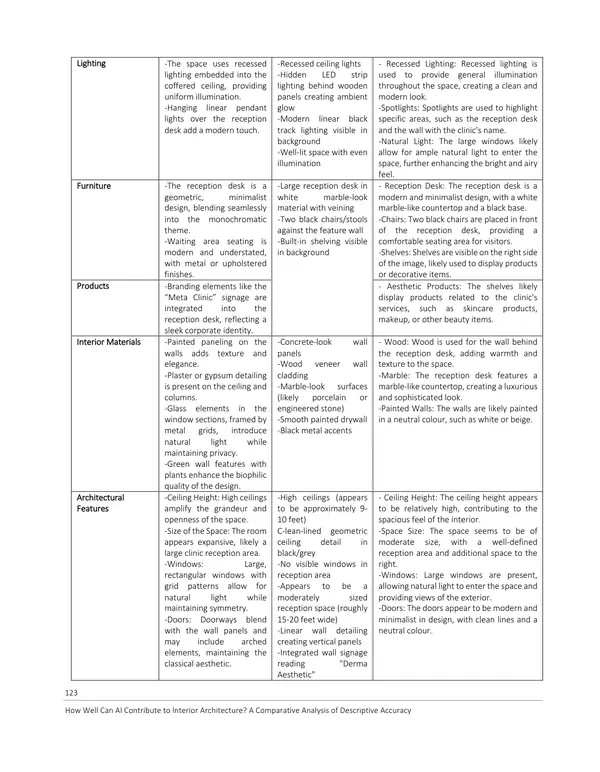 Lighting
-The space uses recessed
lighting embedded into the
coffered ceiling, providing
uniform illumination.
-Hanging linear pendant
lights over the reception
desk add a modern touch.
-Recessed ceiling lights
-Hidden LED strip
lighting behind wooden
panels creating ambient
glow
-Modern linear black
track lighting visible in
background
-Well-lit space with even
illumination
- Recessed Lighting: Recessed lighting is
used to provide general illumination
throughout the space, creating a clean and
modern look.
-Spotlights: Spotlights are used to highlight
specific areas, such as the reception desk
and the wall with the clinic's name.
-Natural Light: The large windows likely
allow for ample natural light to enter the
space, further enhancing the bright and airy
feel.
Furniture
-The reception desk is a
geometric, minimalist
design, blending seamlessly
into the monochromatic
theme.
-Waiting area seating is
modern and understated,
with metal or upholstered
finishes.
-Large reception desk in
white marble-look
material with veining
-Two black chairs/stools
against the feature wall
-Built-in shelving visible
in background
- Reception Desk: The reception desk is a
modern and minimalist design, with a white
marble-like countertop and a black base.
-Chairs: Two black chairs are placed in front
of the reception desk, providing a
comfortable seating area for visitors.
-Shelves: Shelves are visible on the right side
of the image, likely used to display products
or decorative items.
Products
-Branding elements like the
"Meta Clinic" signage are
integrated into the
reception desk, reflecting a
sleek corporate identity.
- Aesthetic Products: The shelves likely
display products related to the clinic's
services, such as skincare products,
makeup, or other beauty items.
Interior Materials
-Painted paneling on the
walls adds texture and
elegance.
-Plaster or gypsum detailing
is present on the ceiling and
columns.
-Glass elements in the
window sections, framed by
metal grids, introduce
natural light while
maintaining privacy.
-Green wall features with
plants enhance the biophilic
quality of the design.
-Concrete-look wall
panels
-Wood veneer wall
cladding
-Marble-look surfaces
(likely porcelain or
engineered stone)
-Smooth painted drywall
-Black metal accents
- Wood: Wood is used for the wall behind
the reception desk, adding warmth and
texture to the space.
-Marble: The reception desk features a
marble-like countertop, creating a luxurious
and sophisticated look.
-Painted Walls: The walls are likely painted
in a neutral colour, such as white or beige.
Architectural
Features
-Ceiling Height: High ceilings
amplify the grandeur and
openness of the space.
-Size of the Space: The room
appears expansive, likely a
large clinic reception area.
-Windows: Large,
rectangular windows with
grid patterns allow for
natural light while
maintaining symmetry.
-Doors: Doorways blend
with the wall panels and
may include arched
elements, maintaining the
classical aesthetic.
-High ceilings (appears
to be approximately 9-
10 feet)
C-lean-lined geometric
ceiling detail in
black/grey
-No visible windows in
reception area
-Appears to be a
moderately sized
reception space (roughly
15-20 feet wide)
-Linear wall detailing
creating vertical panels
-Integrated wall signage
reading "Derma
Aesthetic"
- Ceiling Height: The ceiling height appears
to be relatively high, contributing to the
spacious feel of the interior.
-Space Size: The space seems to be of
moderate size, with a well-defined
reception area and additional space to the
right.
-Windows: Large windows are present,
allowing natural light to enter the space and
providing views of the exterior.
-Doors: The doors appear to be modern and
minimalist in design, with clean lines and a
neutral colour.
123
How Well Can AI Contribute to Interior Architecture? A Comparative Analysis of Descriptive Accuracy